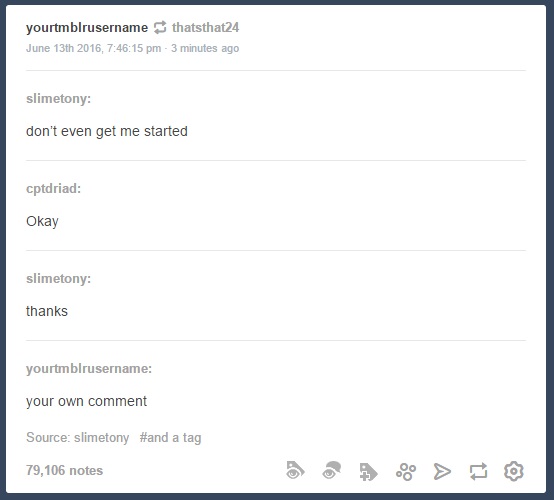 yourtmblrusername thatsthat24
June 13th 2016, 7:46:15 pm · 3 minutes ago
slimetony:
don't even get me started
cptdriad:
Okay
slimetony:
thanks
yourtmblrusername:
your own comment
Source: slimetony #and a tag
79,106 notes